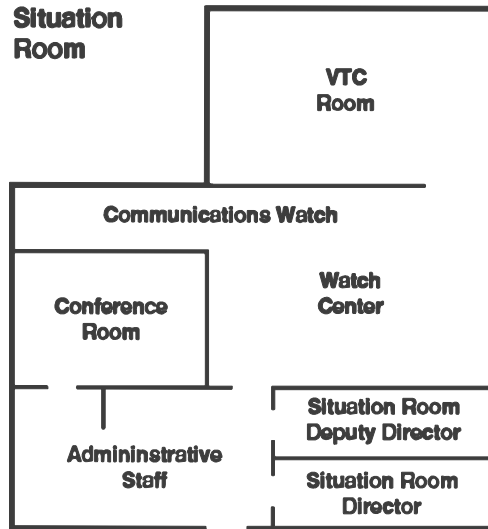 Situation
Room
VTC
Room
Communications Watch
Watch
Center
Conference
Room
Situation Room
Deputy Director
Admininstrative
Staff
Situation Room
Director